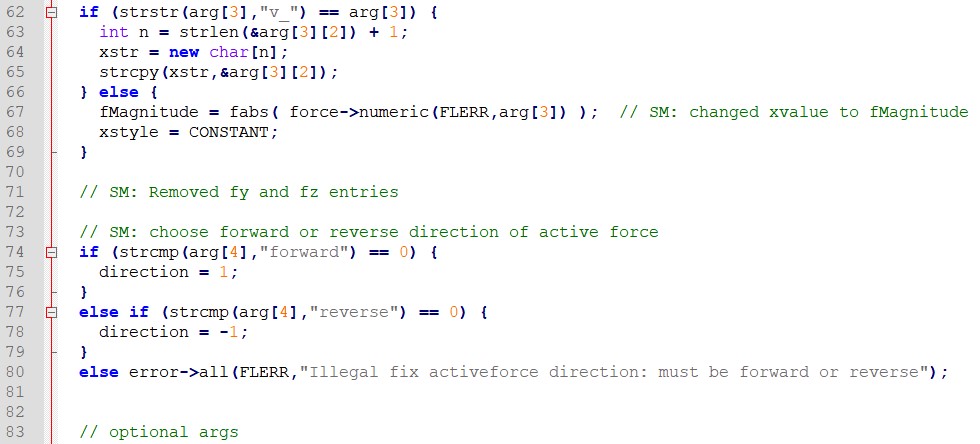 62 if (strstr(arg[3],"v_") == arg[3]) {
63 int n = strlen(&arg[3][2]) + 1;
64 xstr = new char[n];
65 strcpy(xstr,&arg[3][2]);
66 } else {
67 fMagnitude = fabs( force->numeric(FLERR,arg[3]) ); // SM: changed xvalue to fMagnitude
68 xstyle = CONSTANT;
69 }
70
71 // SM: Removed fy and fz entries
72
73 // SM: choose forward or reverse direction of active force
74 if (strcmp(arg[4],"forward") == 0) {
75 direction = 1;
76 }
77 else if (strcmp(arg[4],"reverse") == 0) {
78 direction = -1;
79 }
80 else error->all(FLERR,"Illegal fix activeforce direction: must be forward or reverse");
81
82
83 // optional args